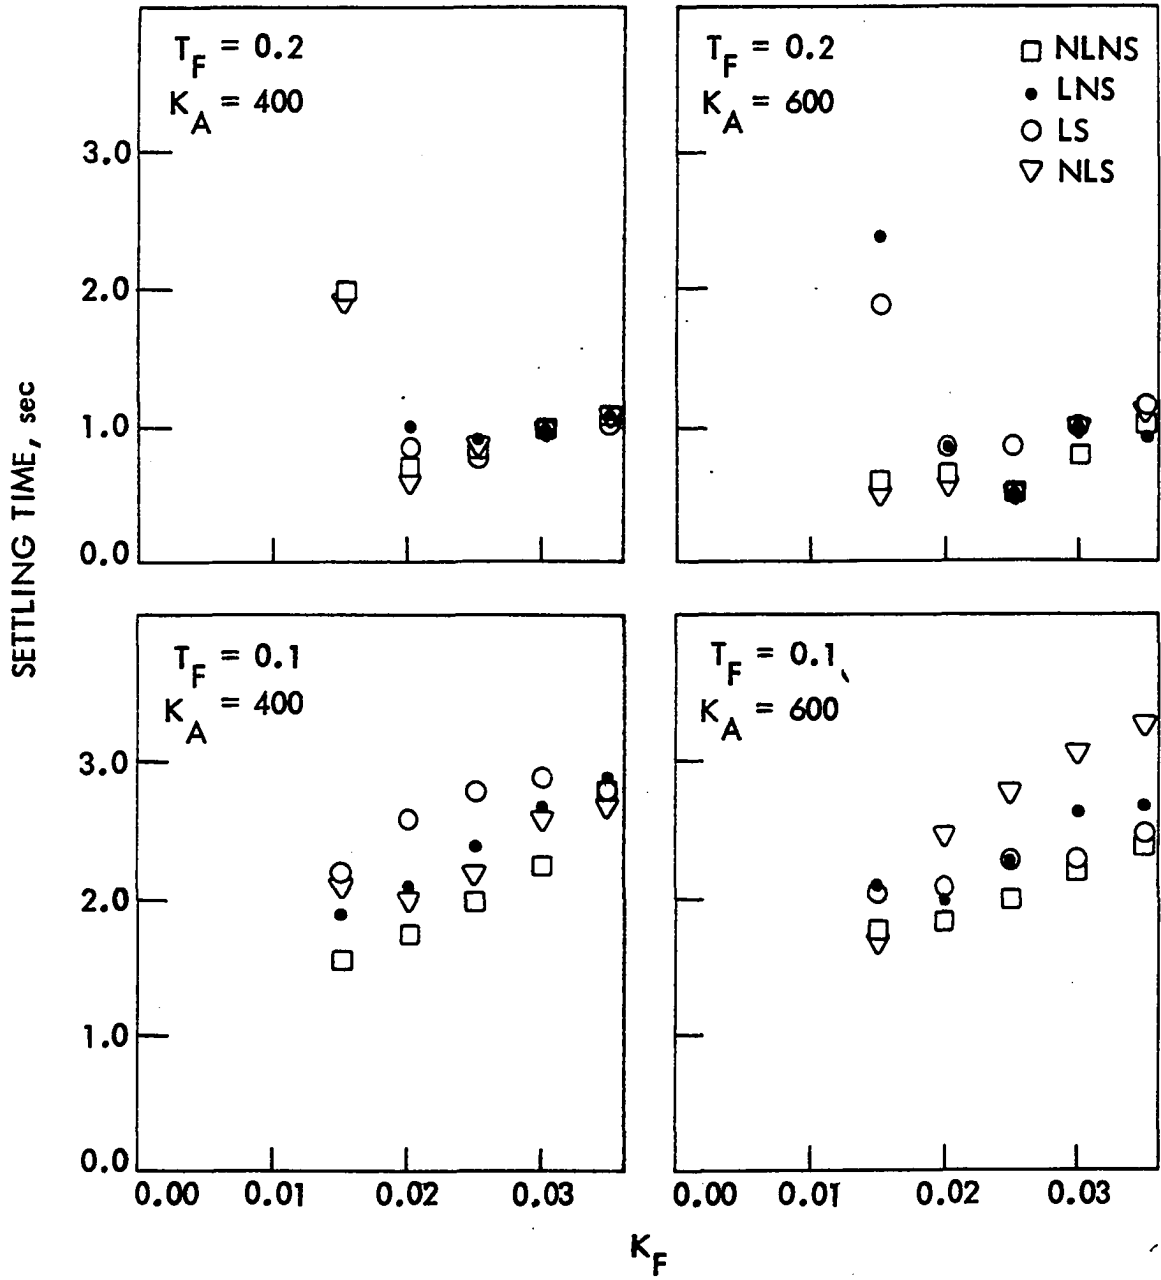 T_F = 0.2
K_A = 400
T_F = 0.2
K_A = 600
NLNS
LNS
LS
NLS
3.0
2.0
1.0
0.0
SETTLING TIME, sec
T_F = 0.1
K_A = 400
T_F = 0.1
K_A = 600
3.0
2.0
1.0
0.0
0.00 0.01 0.02 0.03
0.00 0.01 0.02 0.03
K_F